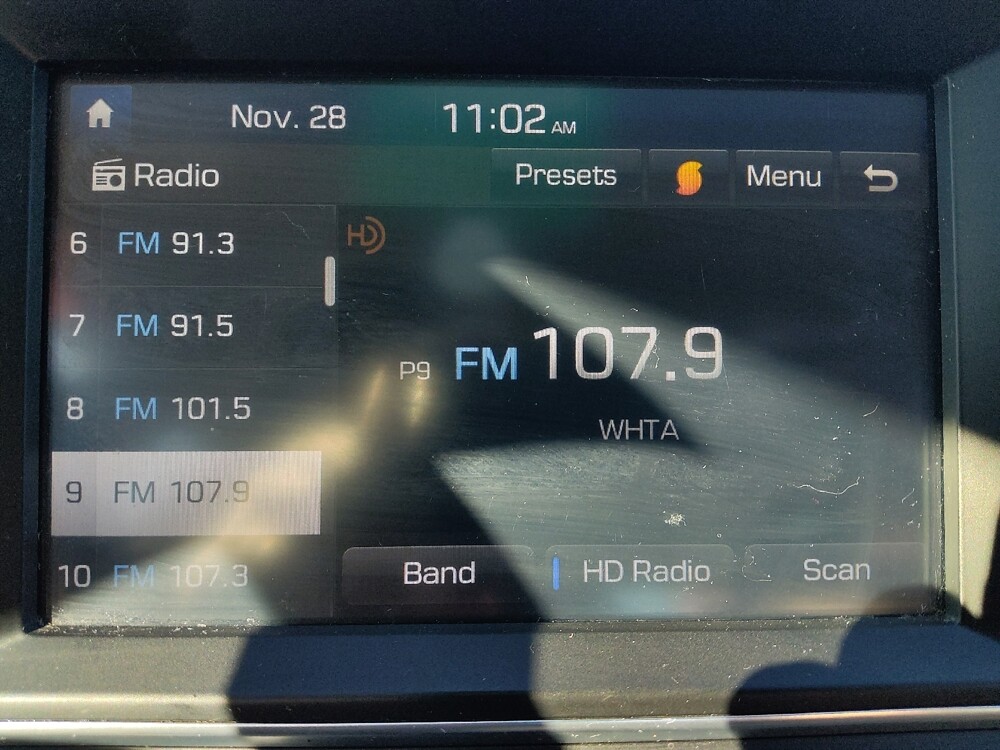 Nov. 28 11:02 AM
Radio Presets Menu
6 FM 91.3
7 FM 91.5
8 FM 101.5
9 FM 107.9
10 FM 107.3
HD
P9 FM 107.9
WHTA
Band HD Radio Scan